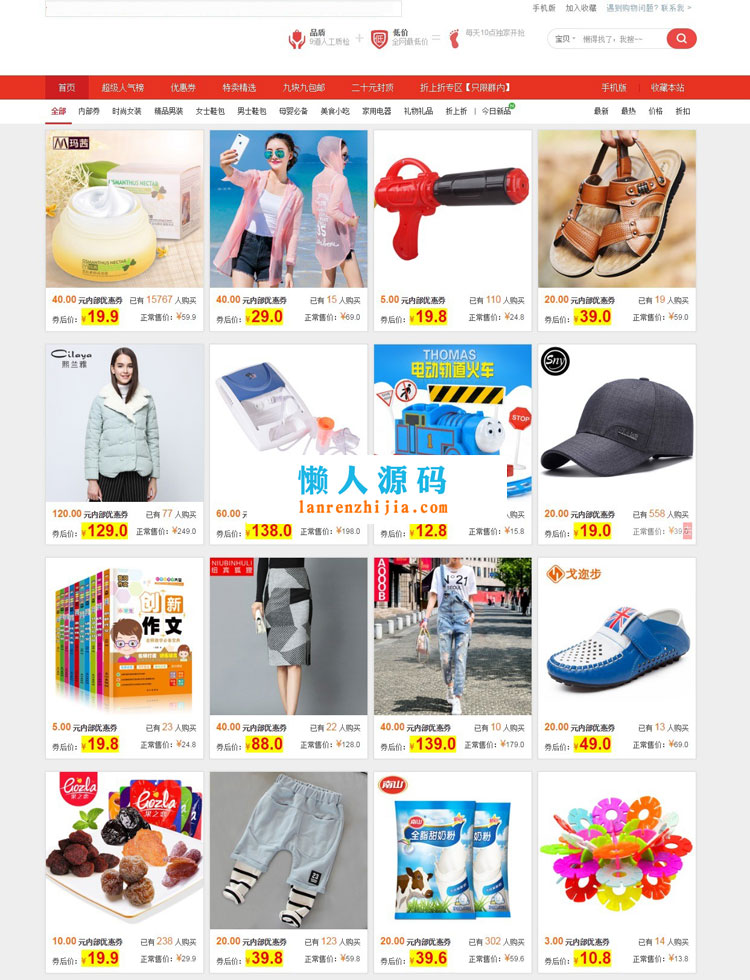 手机版 加入收藏 遇到购物问题? 联系我 >
品质
9道人工质检
+
低价
全网最低价
=
每天10点独家开抢
宝贝
懒得找了，我搜~~
首页 超级人气榜 优惠券 特卖精选 九块九包邮 二十元封顶 折上折专区【只限群内】 手机版 | 收藏本站
全部 内部券 时尚女装 精品男装 女士鞋包 男士鞋包 母婴必备 美食小吃 家用电器 礼物礼品 折上折 | 今日新品 最新 最热 价格 折扣
玛茜
OSMANTHUS NECTAR
40.00 元内部优惠券 已有 15767 人购买
券后价: ¥19.9 正常售价: ¥59.9
40.00 元内部优惠券 已有 15 人购买
券后价: ¥29.0 正常售价: ¥69.0
5.00 元内部优惠券 已有 110 人购买
券后价: ¥19.8 正常售价: ¥24.8
20.00 元内部优惠券 已有 19 人购买
券后价: ¥39.0 正常售价: ¥59.0
Cilaya
熙兰雅
THOMAS
电动轨道火车
STOP
Sny
懒人源码
lanrenzhijia.com
120.00 元内部优惠券 已有 77 人购买
券后价: ¥129.0 正常售价: ¥249.0
60.00
券后价: ¥138.0 正常售价: ¥198.0
人购买
券后价: ¥12.8 正常售价: ¥15.8
20.00 元内部优惠券 已有 558 人购买
券后价: ¥19.0 正常售价: ¥39
创新
作文
NIUBINHULI
纽宾狐狸
AOOOB
N°21
戈迩步
5.00 元内部优惠券 已有 23 人购买
券后价: ¥19.8 正常售价: ¥24.8
40.00 元内部优惠券 已有 22 人购买
券后价: ¥88.0 正常售价: ¥128.0
40.00 元内部优惠券 已有 10 人购买
券后价: ¥139.0 正常售价: ¥179.0
20.00 元内部优惠券 已有 13 人购买
券后价: ¥49.0 正常售价: ¥69.0
Gozla
果之恋
Gozla
23
南山
全脂甜奶粉
10.00 元内部优惠券 已有 238 人购买
券后价: ¥19.9 正常售价: ¥29.9
20.00 元内部优惠券 已有 123 人购买
券后价: ¥39.8 正常售价: ¥59.8
20.00 元内部优惠券 已有 302 人购买
券后价: ¥39.6 正常售价: ¥59.6
3.00 元内部优惠券 已有 14 人购买
券后价: ¥10.8 正常售价: ¥13.8